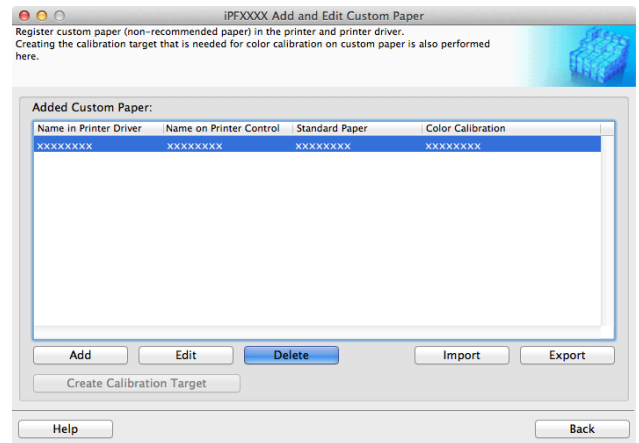 iPFXXXX Add and Edit Custom Paper
Register custom paper (non-recommended paper) in the printer and printer driver.
Creating the calibration target that is needed for color calibration on custom paper is also performed
here.
Added Custom Paper:
Name in Printer Driver Name on Printer Control Standard Paper Color Calibration
XXXXXXXX XXXXXXXX XXXXXXXX XXXXXXXX
Add Edit Delete Import Export
Create Calibration Target
Help Back